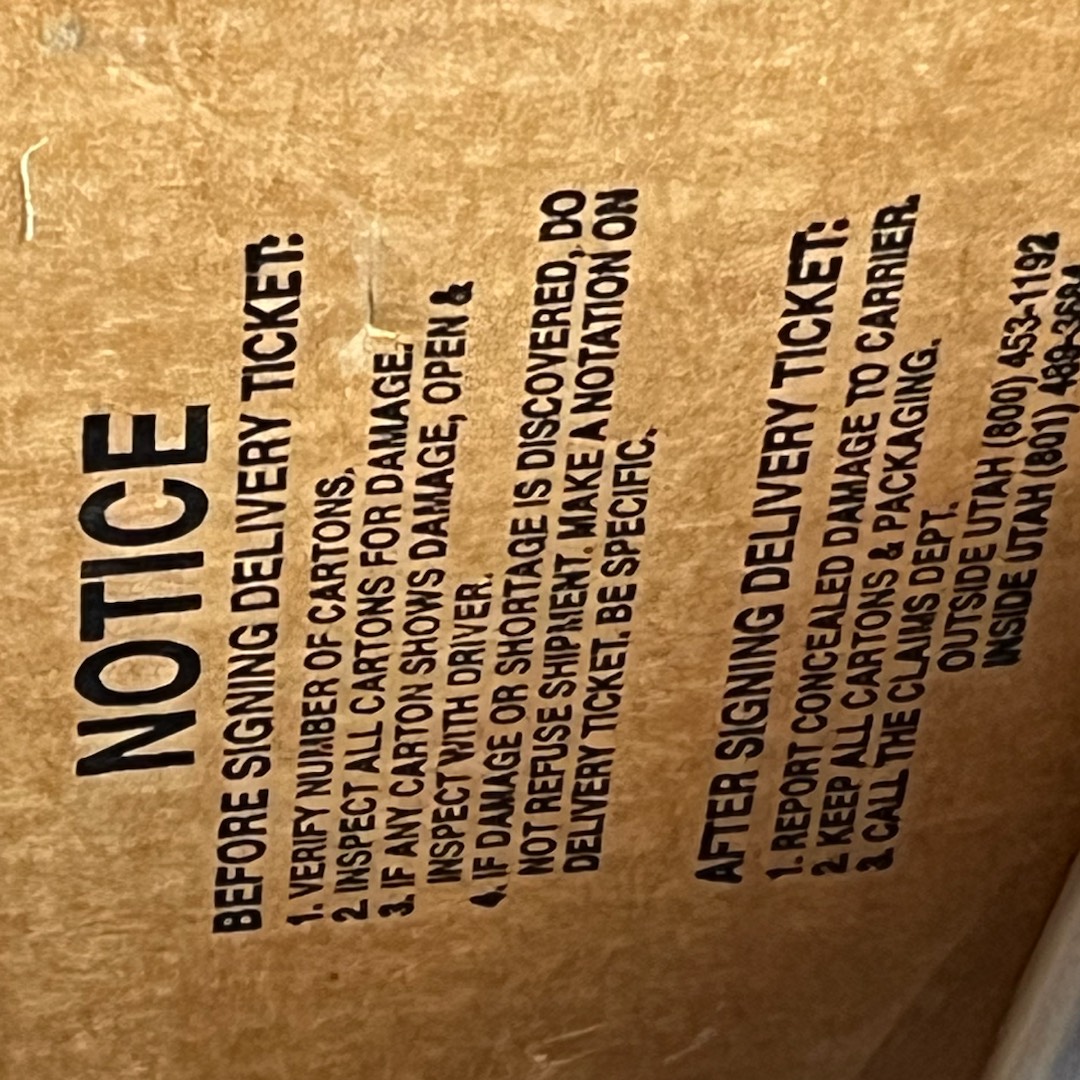 NOTICE
BEFORE SIGNING DELIVERY TICKET:
1. VERIFY NUMBER OF CARTONS.
2. INSPECT ALL CARTONS FOR DAMAGE.
3. IF ANY CARTON SHOWS DAMAGE, OPEN &
INSPECT WITH DRIVER.
4. IF DAMAGE OR SHORTAGE IS DISCOVERED, DO
NOT REFUSE SHIPMENT. MAKE A NOTATION ON
DELIVERY TICKET. BE SPECIFIC.
AFTER SIGNING DELIVERY TICKET:
1. REPORT CONCEALED DAMAGE TO CARRIER.
2. KEEP ALL CARTONS & PACKAGING.
3. CALL THE CLAIMS DEPT.
OUTSIDE UTAH (800) 453-1192
INSIDE UTAH (801)